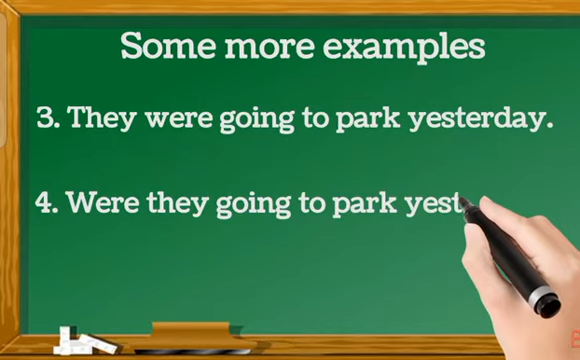 Some more examples
3. They were going to park yesterday.
4. Were they going to park yest